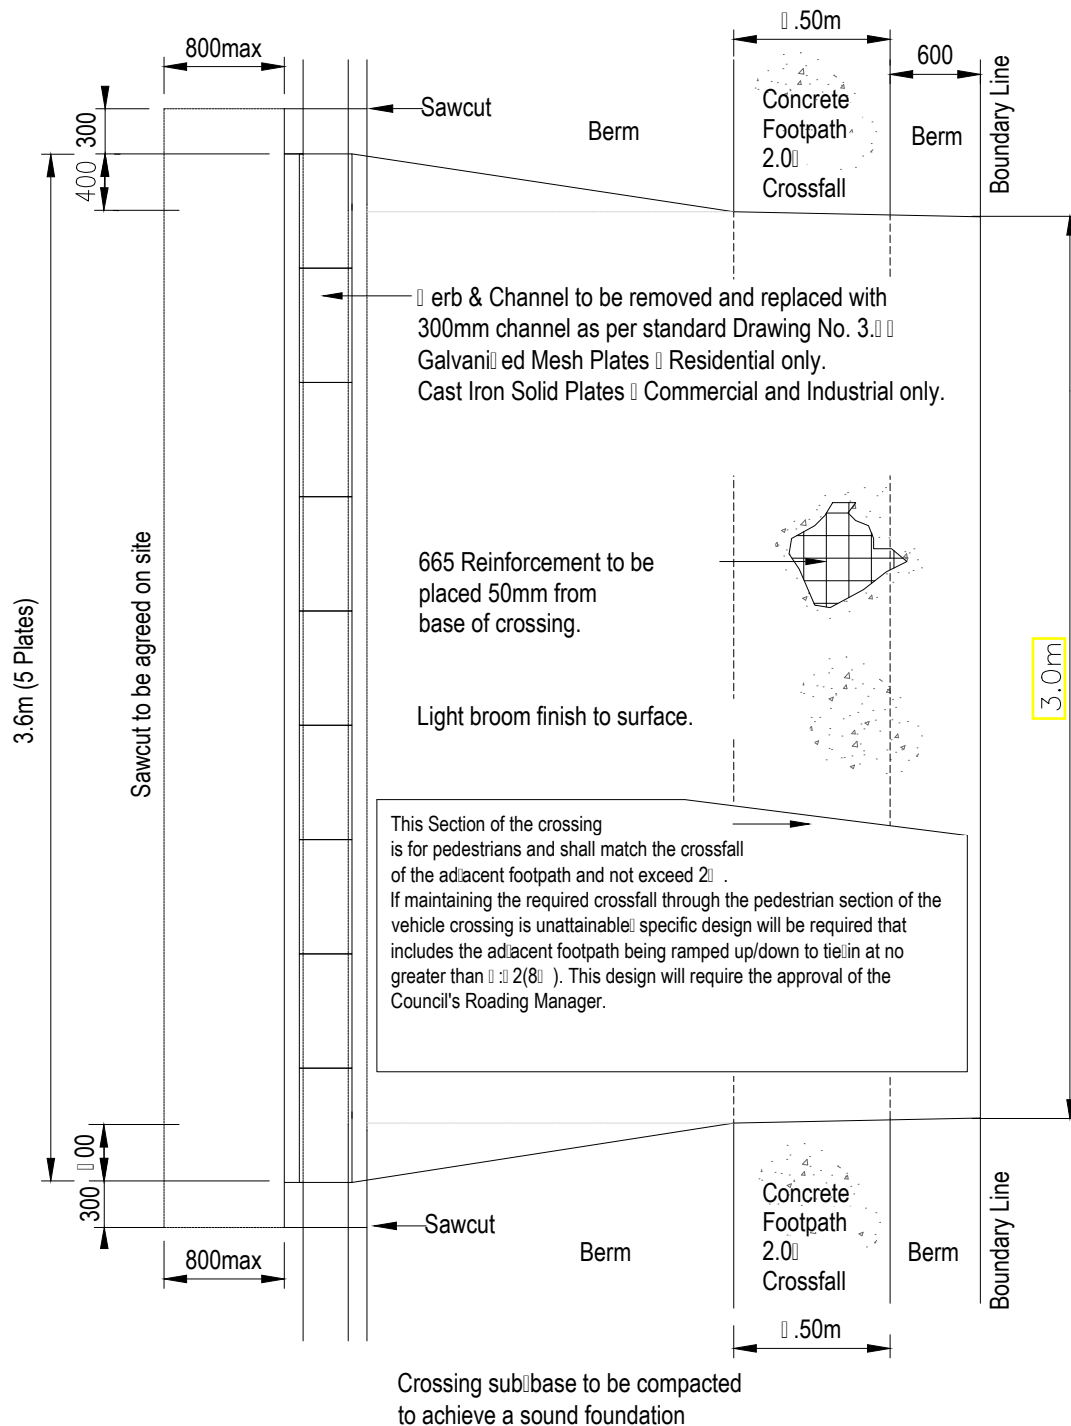 ▯.50m
800max
600
Sawcut
Concrete
Footpath
2.0▯
Crossfall
Berm
Berm
Boundary Line
300
400
▯erb & Channel to be removed and replaced with
300mm channel as per standard Drawing No. 3.▯▯
Galvani▯ed Mesh Plates ▯ Residential only.
Cast Iron Solid Plates ▯ Commercial and Industrial only.
665 Reinforcement to be
placed 50mm from
base of crossing.
3.6m (5 Plates)
Sawcut to be agreed on site
3.0m
Light broom finish to surface.
This Section of the crossing
is for pedestrians and shall match the crossfall
of the ad▯acent footpath and not exceed 2▯ .
If maintaining the required crossfall through the pedestrian section of the
vehicle crossing is unattainable▯ specific design will be required that
includes the ad▯acent footpath being ramped up/down to tie▯in at no
greater than ▯:▯2(8▯ ). This design will require the approval of the
Council's Roading Manager.
▯00
300
Sawcut
Concrete
Footpath
2.0▯
Crossfall
Berm
Berm
Boundary Line
800max
▯.50m
Crossing sub▯base to be compacted
to achieve a sound foundation